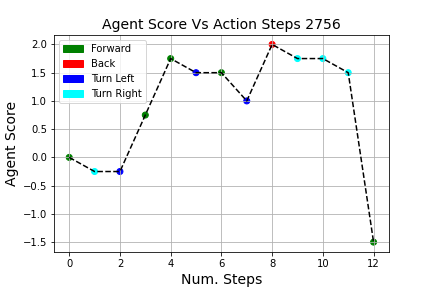 Agent Score Vs Action Steps 2756
Forward
Back
Turn Left
Turn Right
Agent Score
2.0
1.5
1.0
0.5
0.0
−0.5
−1.0
−1.5
0 2 4 6 8 10 12
Num. Steps